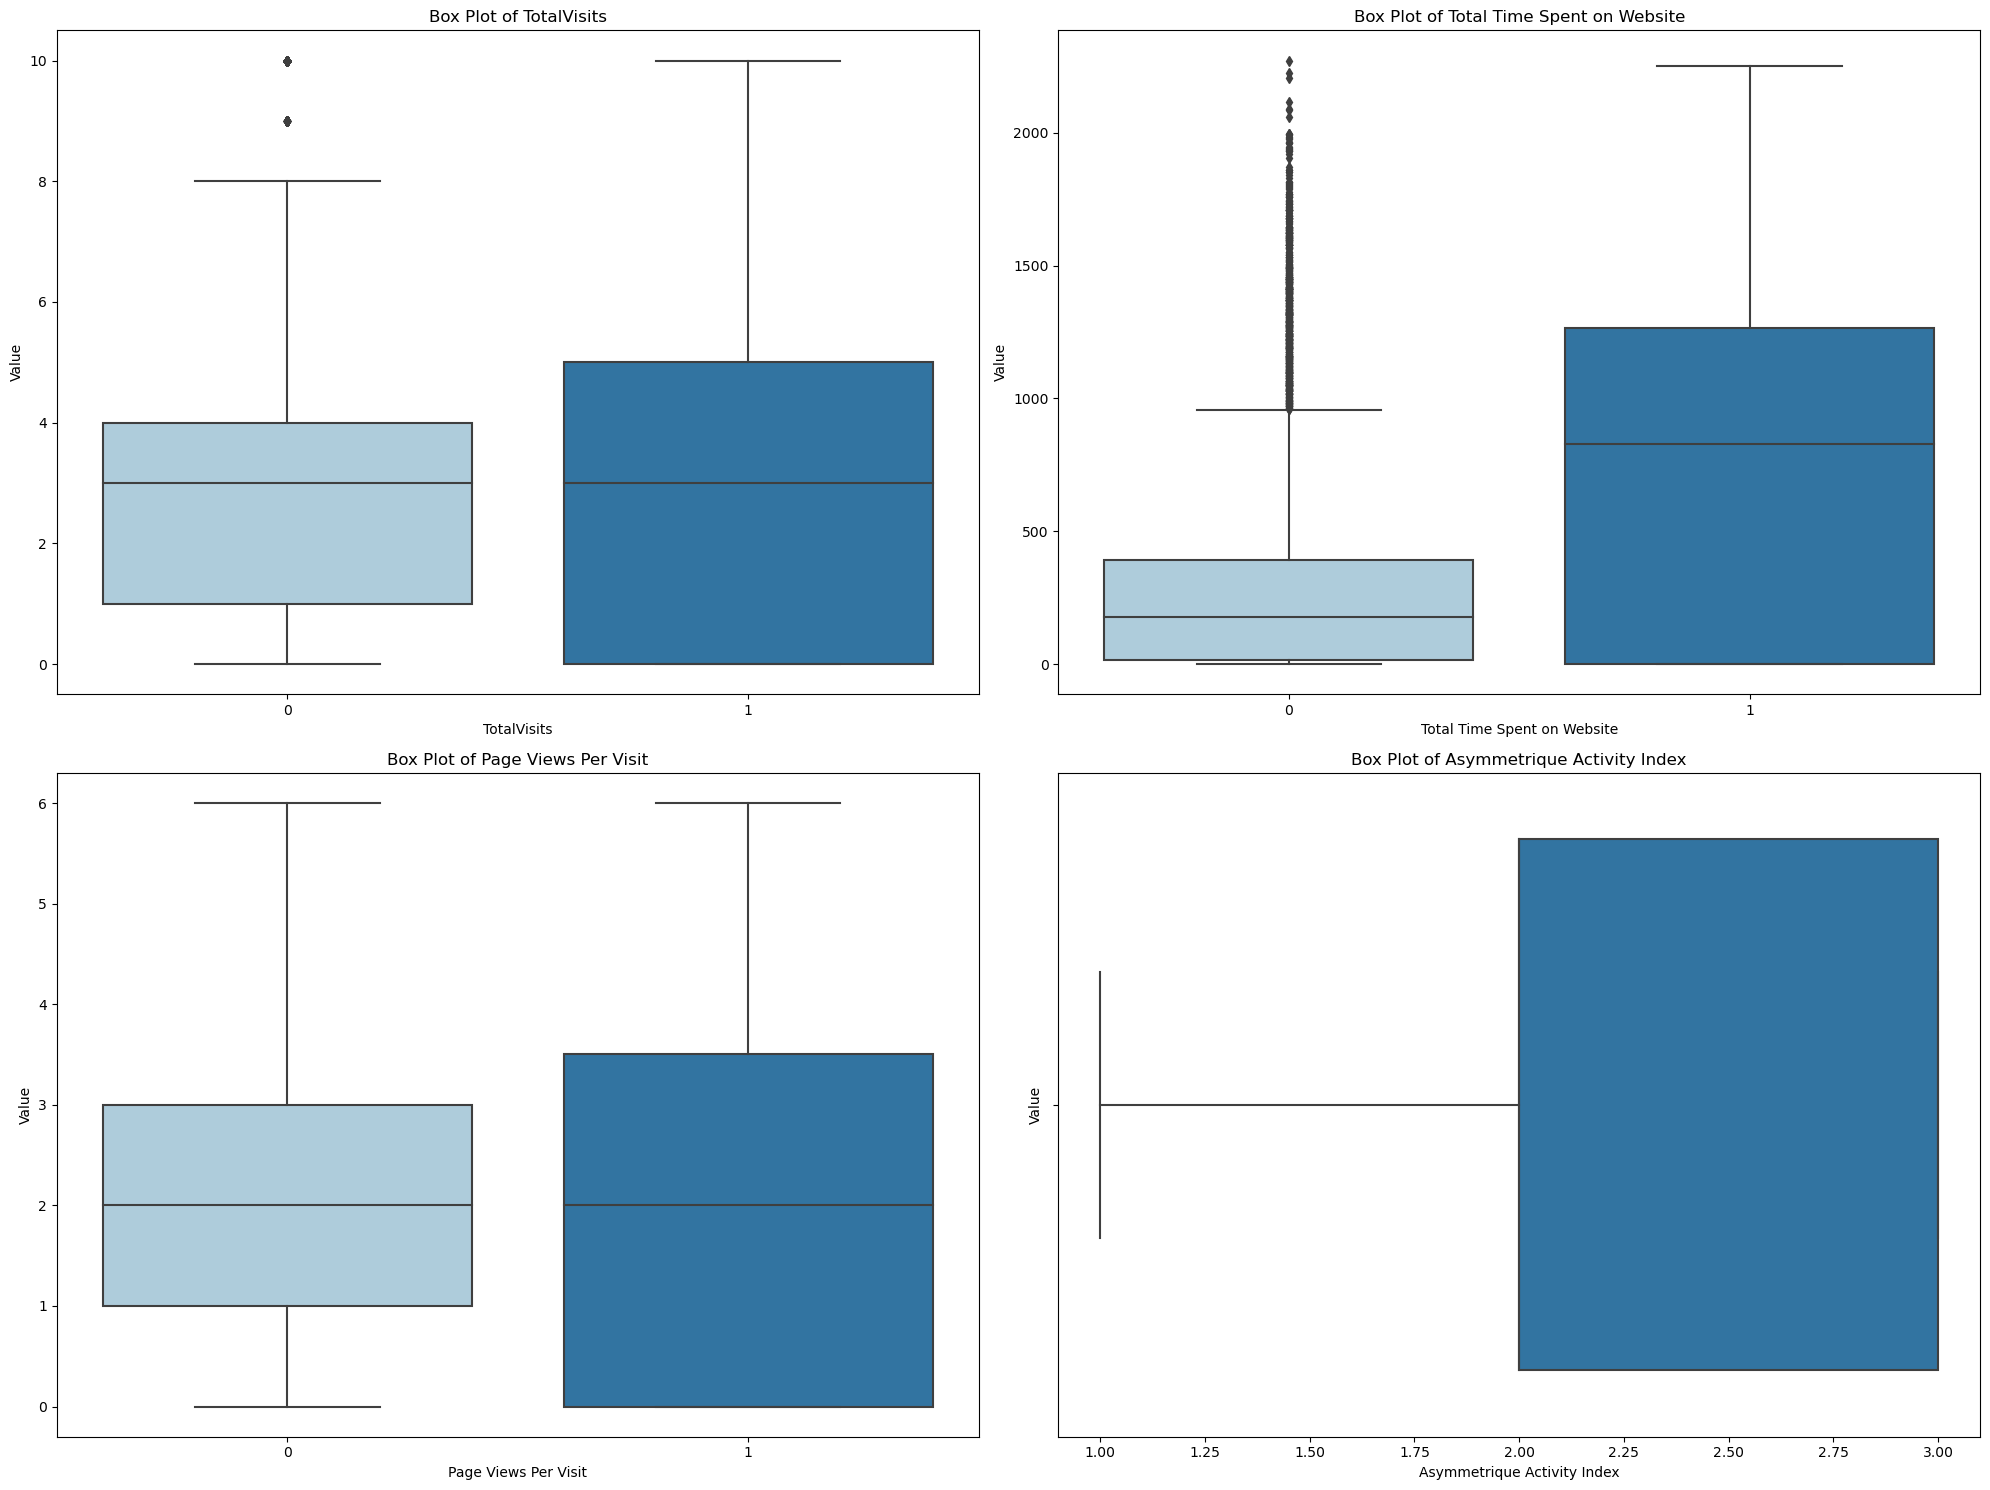 Box Plot of TotalVisits
10
8
6
4
2
0
Value
0 1
TotalVisits
Box Plot of Total Time Spent on Website
2000
1500
1000
500
0
Value
0 1
Total Time Spent on Website
Box Plot of Page Views Per Visit
6
5
4
3
2
1
0
Value
0 1
Page Views Per Visit
Box Plot of Asymmetrique Activity Index
Value
1.00 1.25 1.50 1.75 2.00 2.25 2.50 2.75 3.00
Asymmetrique Activity Index